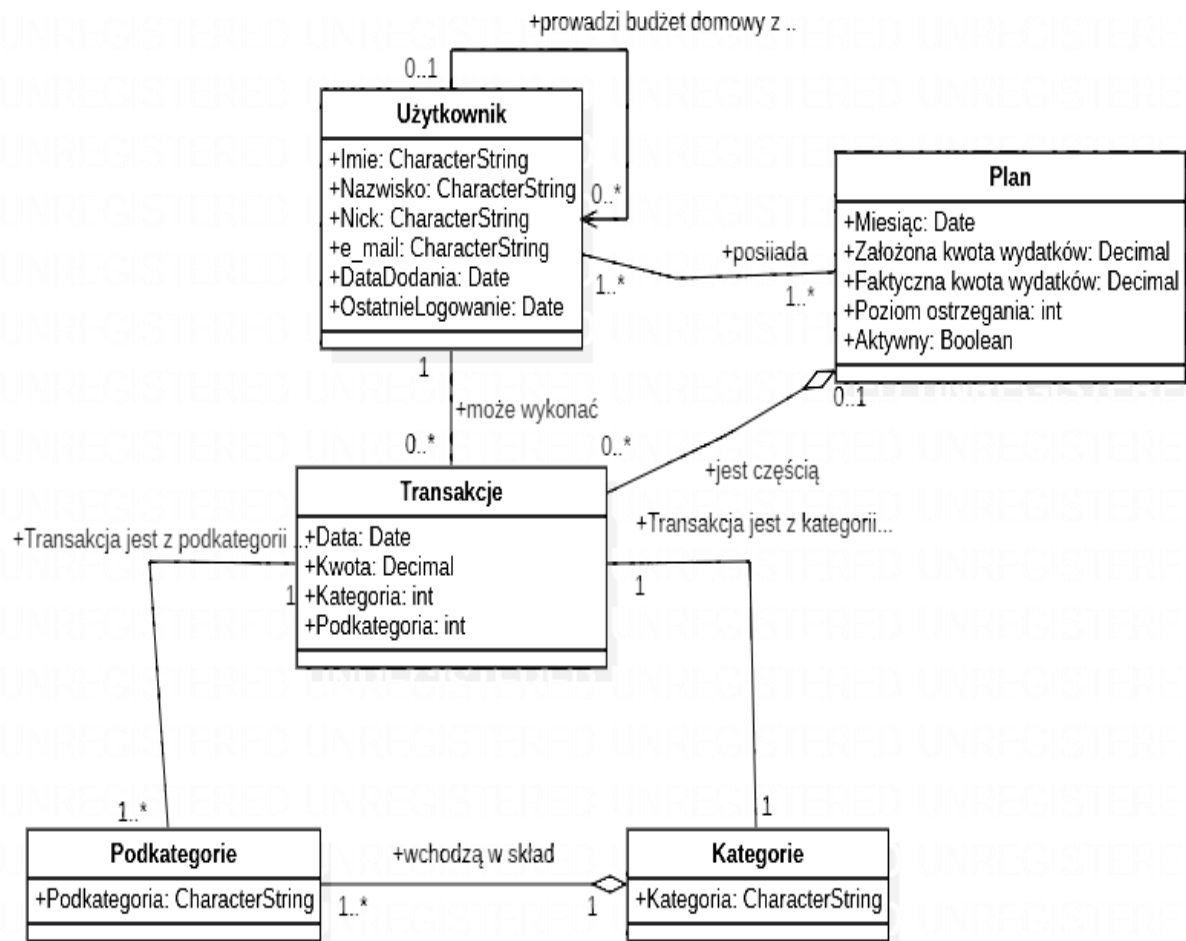 +prowadzi budżet domowy z ..
0..1
Użytkownik
+Imie: CharacterString
+Nazwisko: CharacterString
+Nick: CharacterString
+e_mail: CharacterString
+DataDodania: Date
+OstatnieLogowanie: Date
0..*
Plan
+Miesiąc: Date
+Założona kwota wydatków: Decimal
+Faktyczna kwota wydatków: Decimal
+Poziom ostrzegania: int
+Aktywny: Boolean
+posiiada
1..*
1..*
1
+może wykonać
0..*
0..1
0..*
+jest częścią
Transakcje
+Data: Date
+Kwota: Decimal
+Kategoria: int
+Podkategoria: int
+Transakcja jest z podkategorii ...
1
+Transakcja jest z kategorii...
1
1..*
1
Podkategorie
+Podkategoria: CharacterString
+wchodzą w skład
1..*
1
Kategorie
+Kategoria: CharacterString
UNREGISTERED UNREGISTERED UNREGISTERED UNREGISTERE